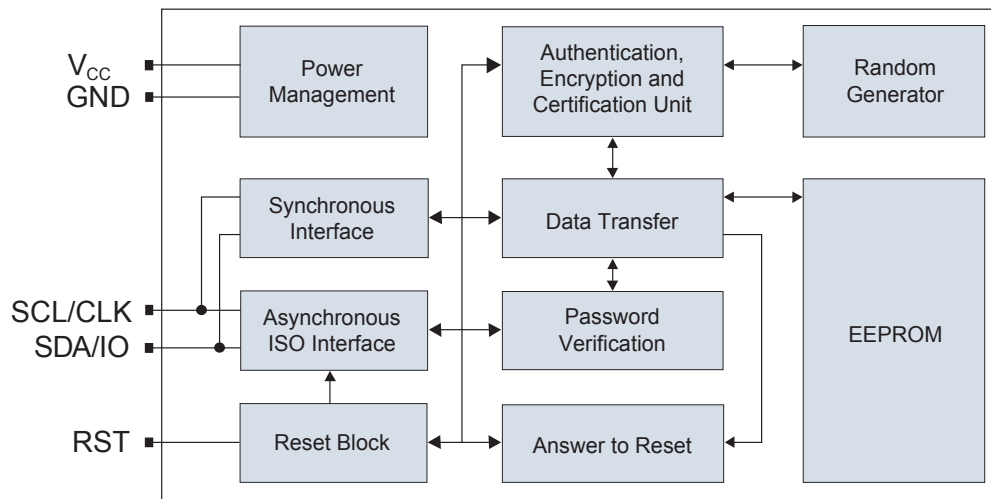 V_CC
GND
SCL/CLK
SDA/IO
RST
Power
Management
Authentication,
Encryption and
Certification Unit
Random
Generator
Synchronous
Interface
Data Transfer
Asynchronous
ISO Interface
Password
Verification
EEPROM
Reset Block
Answer to Reset